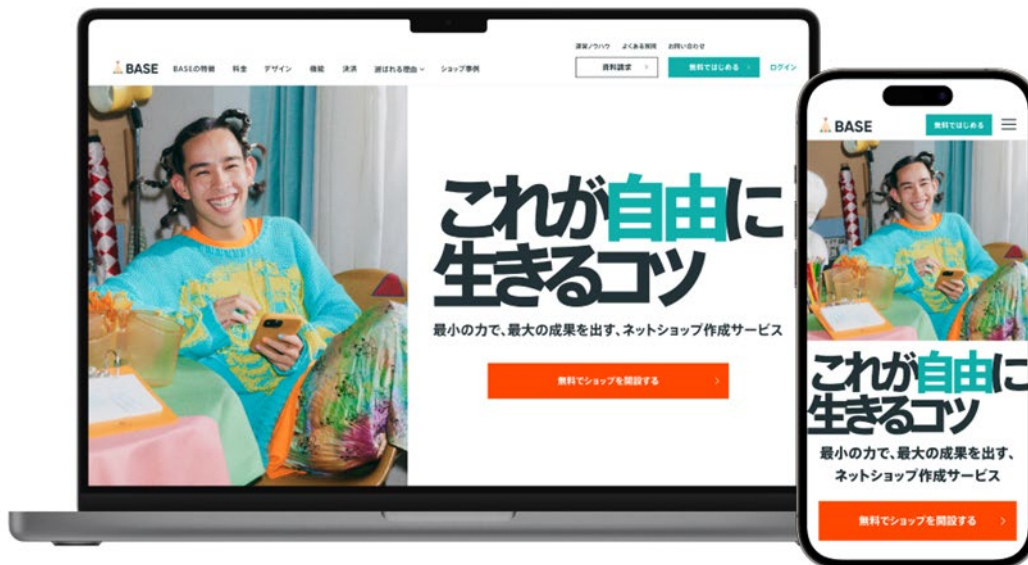 運営ノウハウ よくある質問 お問い合わせ
BASE BASEの特徴 料金 デザイン 機能 決済 選ばれる理由 ショップ事例 資料請求 無料ではじめる ログイン
これが自由に
生きるコツ
最小の力で、最大の成果を出す、ネットショップ作成サービス
無料でショップを開設する
BASE 無料ではじめる
これが自由に
生きるコツ
最小の力で、最大の成果を出す、
ネットショップ作成サービス
無料でショップを開設する